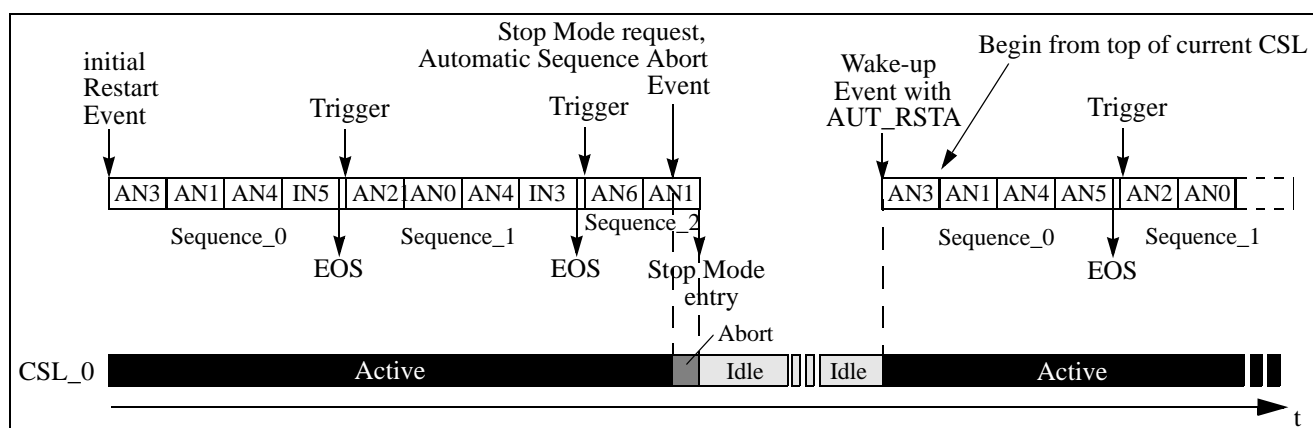 initial
Restart
Event
Trigger
Stop Mode request,
Automatic Sequence Abort
Event
Trigger
Wake-up
Event with
AUT_RSTA
Begin from top of current CSL
Trigger
AN3 AN1 AN4 IN5 AN21 AN0 AN4 IN3 AN6 AN1
AN3 AN1 AN4 AN5 AN2 AN0
Sequence_0
Sequence_1
Sequence_2
Sequence_0
Sequence_1
EOS
EOS
Stop Mode
entry
EOS
Abort
CSL_0
Active
Idle
Idle
Active
t